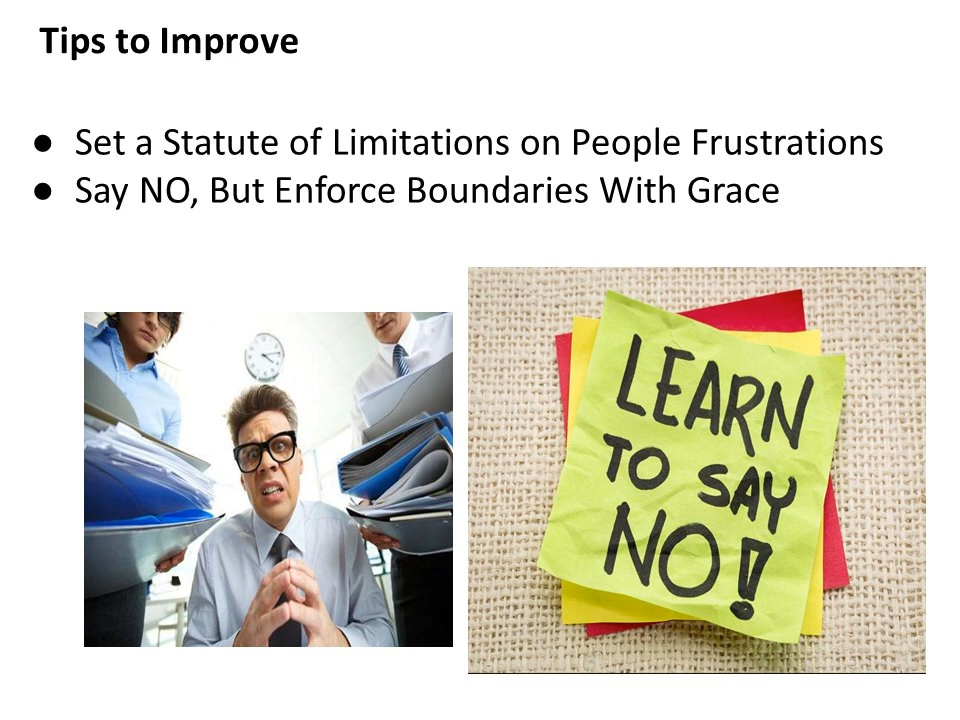 Tips to Improve
● Set a Statute of Limitations on People Frustrations
● Say NO, But Enforce Boundaries With Grace
LEARN
TO SAY
NO!